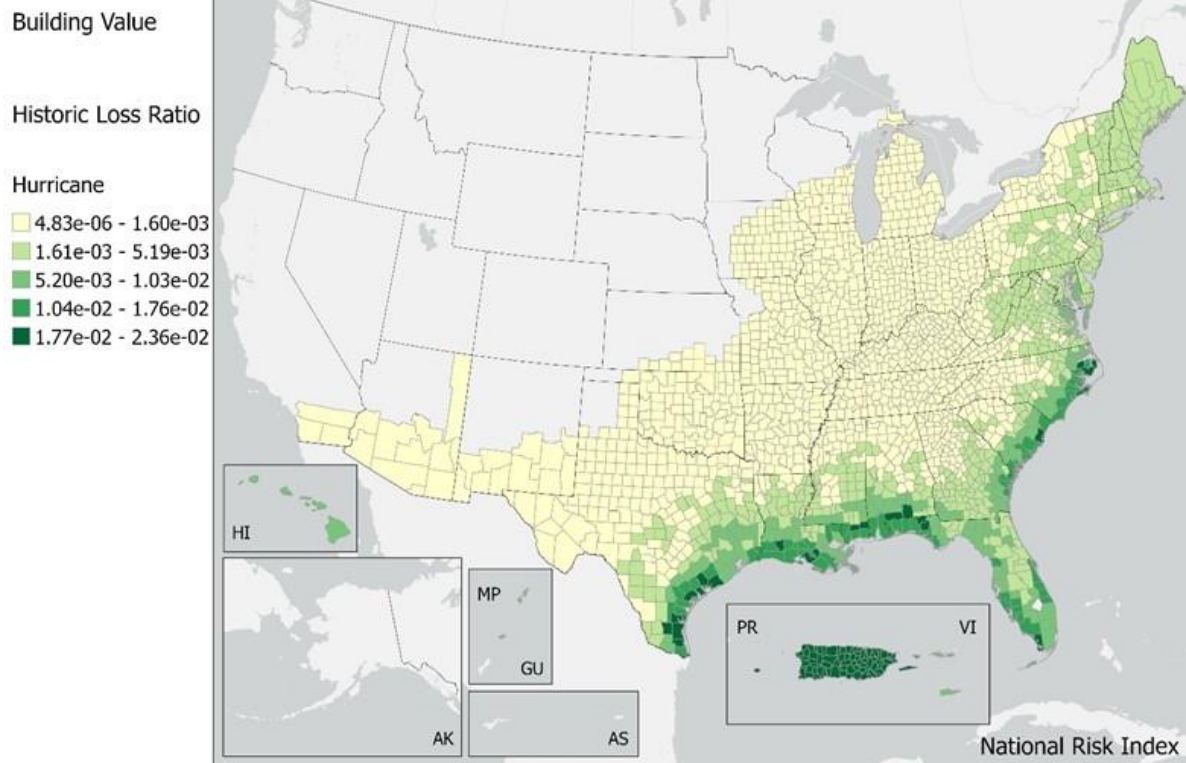 Building Value
Historic Loss Ratio
Hurricane
4.83e-06 - 1.60e-03
1.61e-03 - 5.19e-03
5.20e-03 - 1.03e-02
1.04e-02 - 1.76e-02
1.77e-02 - 2.36e-02
HI
AK
MP
GU
AS
PR
VI
National Risk Index